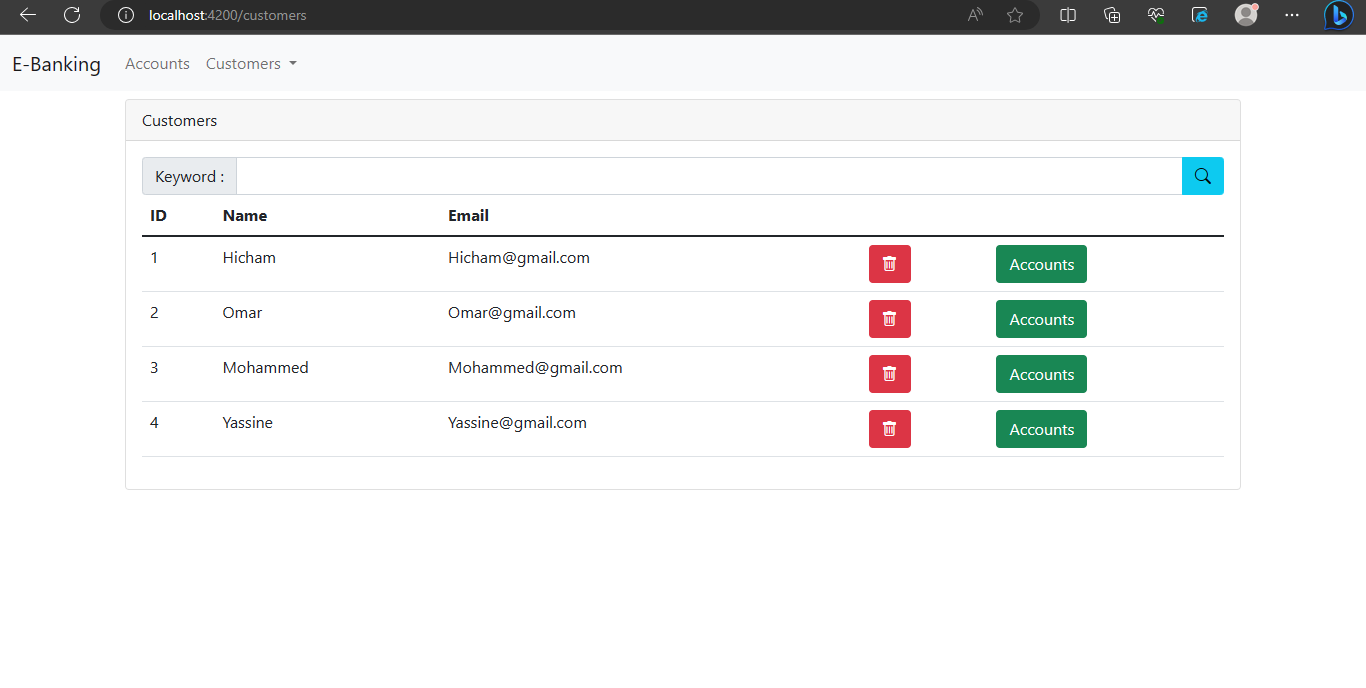 localhost:4200/customers
E-Banking Accounts Customers
Customers
Keyword :
ID Name Email
1 Hicham Hicham@gmail.com Accounts
2 Omar Omar@gmail.com Accounts
3 Mohammed Mohammed@gmail.com Accounts
4 Yassine Yassine@gmail.com Accounts